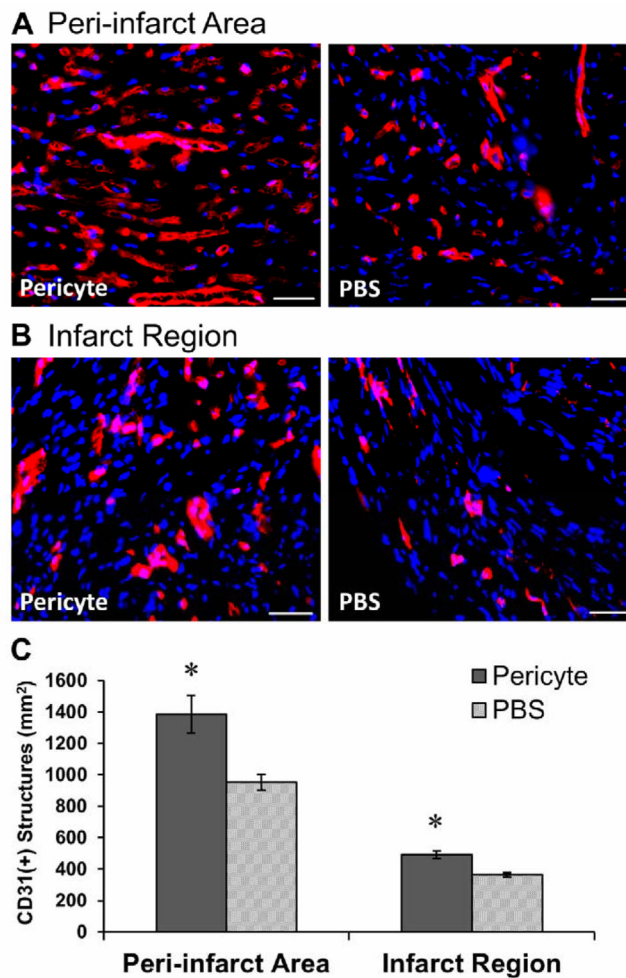 A Peri-infarct Area
Pericyte
PBS
B Infarct Region
Pericyte
PBS
C
CD31(+) Structures (mm²)
1600
1400
1200
1000
800
600
400
200
0
*
*
Pericyte
PBS
Peri-infarct Area
Infarct Region